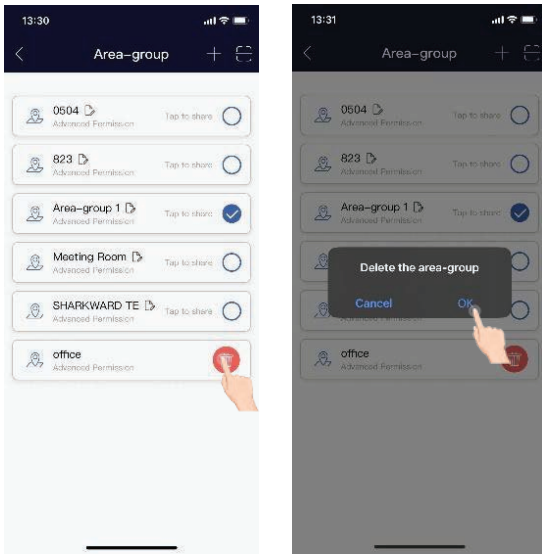 13:30
Area-group
0504
Advanced Permission
Tap to share
823
Advanced Permission
Tap to share
Area-group 1
Advanced Permission
Tap to share
Meeting Room
Advanced Permission
Tap to share
SHARKWARD TE
Advanced Permission
Tap to share
office
Advanced Permission
13:31
Area-group
0504
Advanced Permission
Tap to share
823
Advanced Permission
Tap to share
Area-group 1
Advanced Permission
Tap to share
Delete the area-group
Cancel
OK
Advanced Permission
office
Advanced Permission